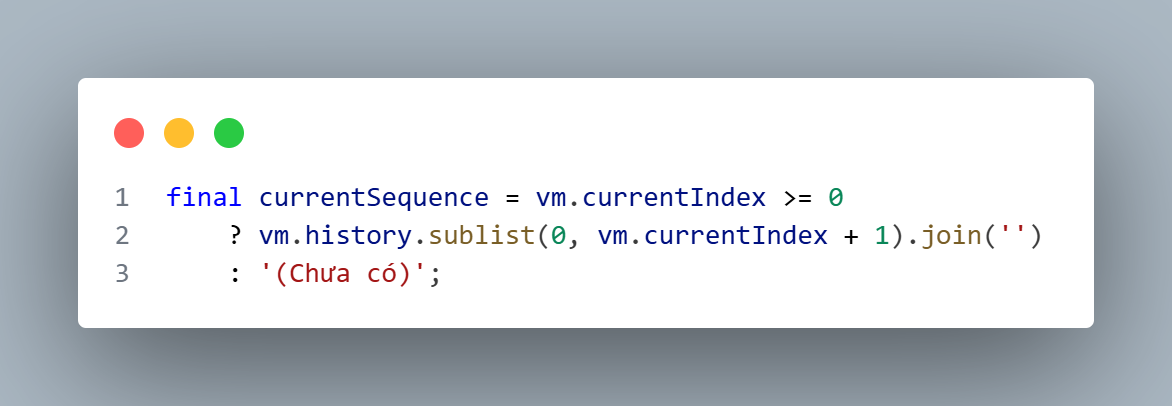 1 final currentSequence = vm.currentIndex >= 0
2     ? vm.history.sublist(0, vm.currentIndex + 1).join('')
3     : '(Chưa có)';